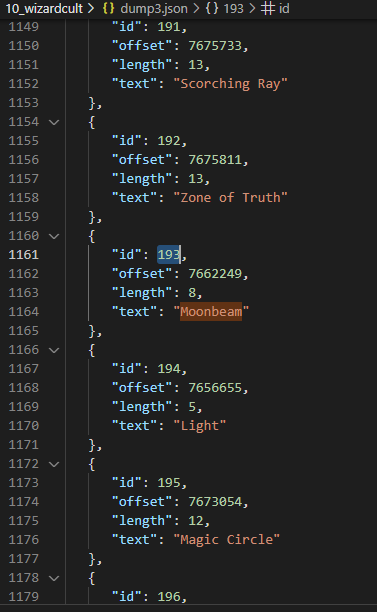 10_wizardcult > {} dump3.json > {} 193 > id
1149 "id": 191,
1150 "offset": 7675733,
1151 "length": 13,
1152 "text": "Scorching Ray"
1153 },
1154 {
1155 "id": 192,
1156 "offset": 7675811,
1157 "length": 13,
1158 "text": "Zone of Truth"
1159 },
1160 {
1161 "id": 193,
1162 "offset": 7662249,
1163 "length": 8,
1164 "text": "Moonbeam"
1165 },
1166 {
1167 "id": 194,
1168 "offset": 7656655,
1169 "length": 5,
1170 "text": "Light"
1171 },
1172 {
1173 "id": 195,
1174 "offset": 7673054,
1175 "length": 12,
1176 "text": "Magic Circle"
1177 },
1178 {
1179 "id": 196,